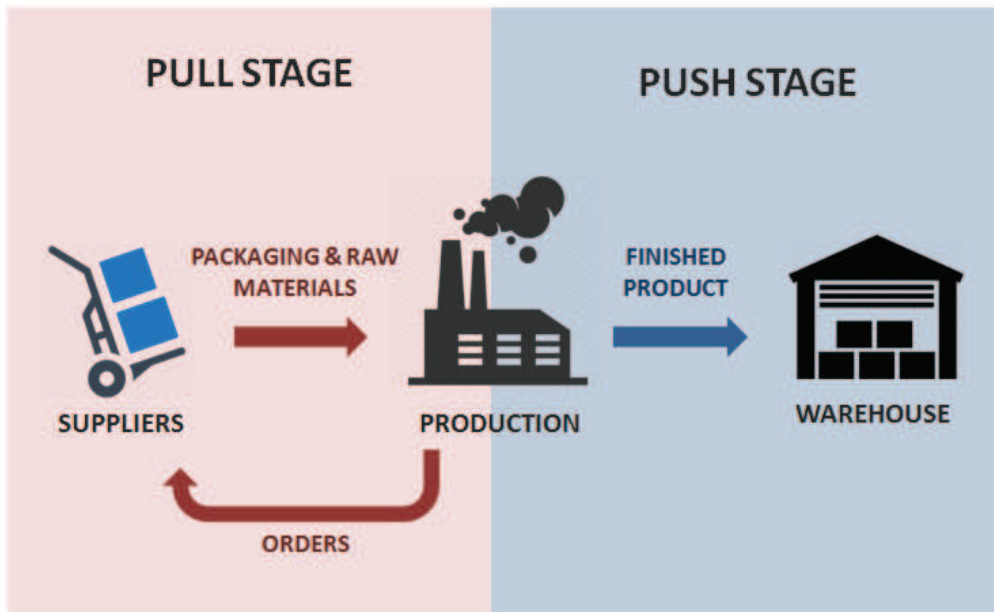 PULL STAGE
PUSH STAGE
PACKAGING & RAW
MATERIALS
FINISHED
PRODUCT
SUPPLIERS
PRODUCTION
WAREHOUSE
ORDERS